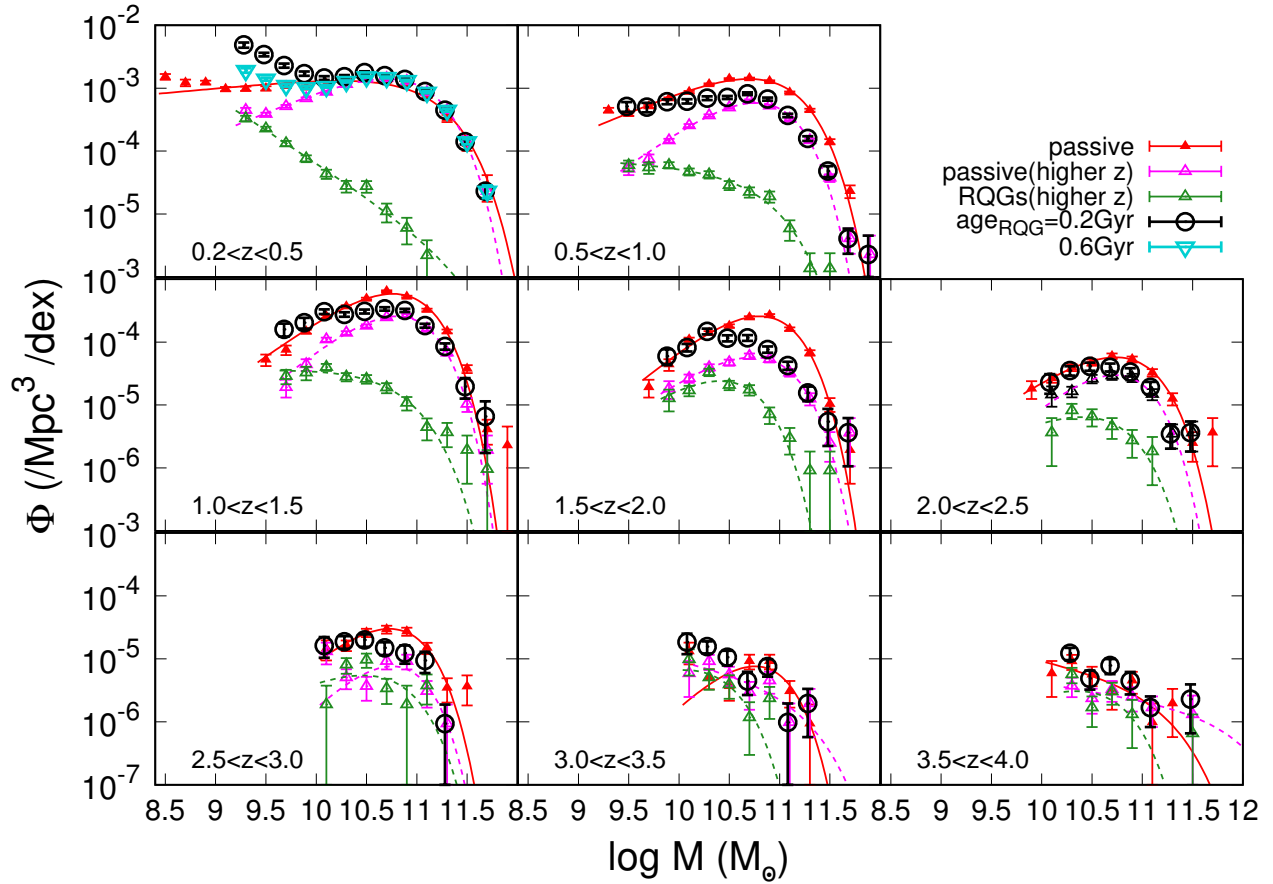 10^-2
10^-3
10^-4
10^-5
10^-3
0.2<z<0.5
0.5<z<1.0
passive
passive(higher z)
RQGs(higher z)
age_RQG=0.2Gyr
0.6Gyr
10^-4
10^-5
10^-6
10^-3
1.0<z<1.5
1.5<z<2.0
2.0<z<2.5
10^-4
10^-5
10^-6
10^-7
2.5<z<3.0
3.0<z<3.5
3.5<z<4.0
8.5 9 9.5 10 10.5 11 11.5 8.5 9 9.5 10 10.5 11 11.5 8.5 9 9.5 10 10.5 11 11.5 12
log M (M_⊙)
Φ (/Mpc^3 /dex)